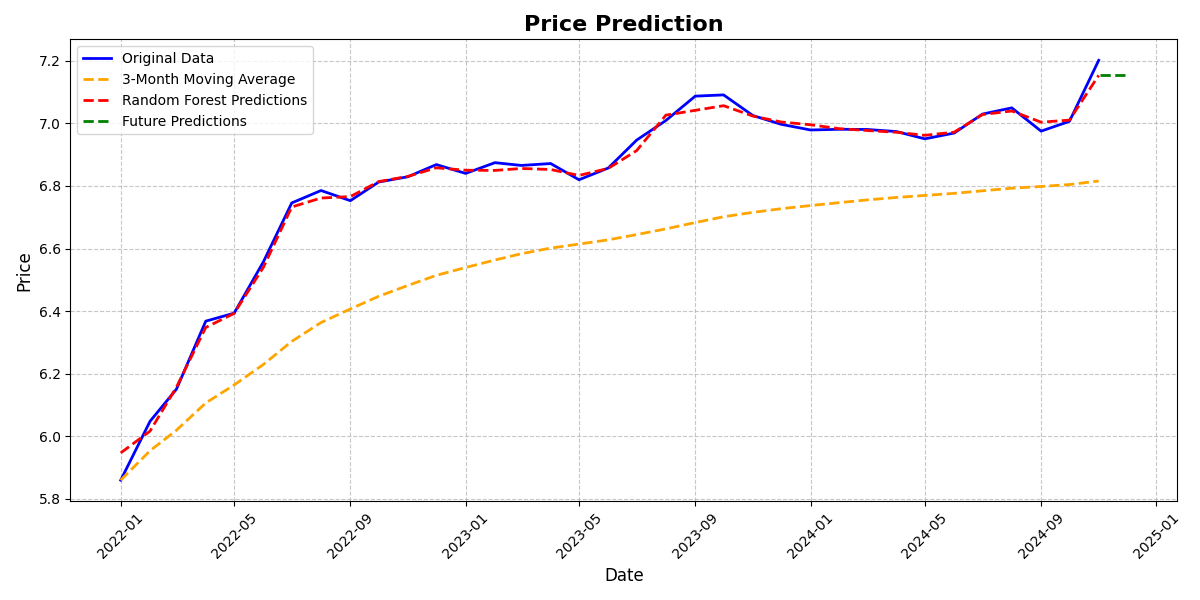 Price Prediction
Original Data
3-Month Moving Average
Random Forest Predictions
Future Predictions
Price
7.2
7.0
6.8
6.6
6.4
6.2
6.0
5.8
2022-01
2022-05
2022-09
2023-01
2023-05
2023-09
2024-01
2024-05
2024-09
2025-01
Date